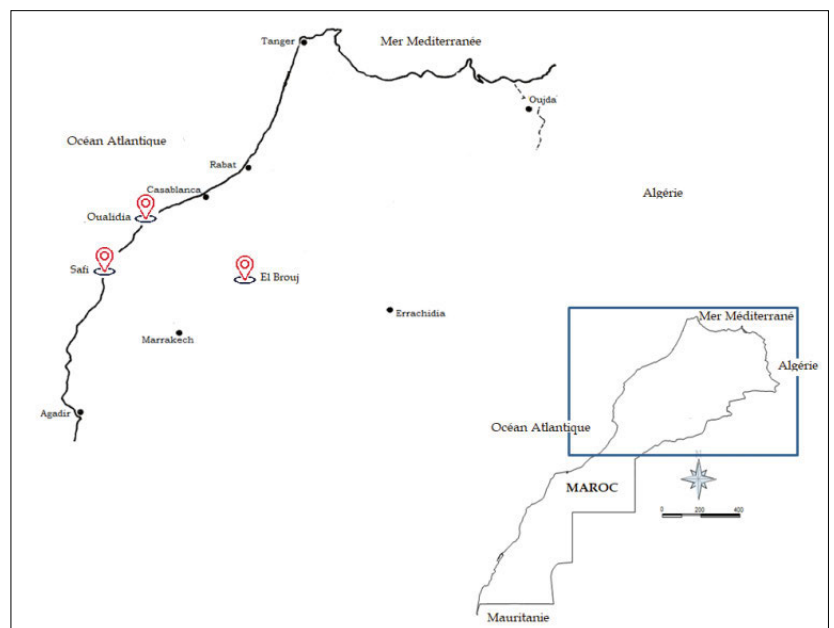 Tanger
Mer Mediterranée
Oujda
Océan Atlantique
Rabat
Casablanca
Algérie
Oualidia
Safi
El Brouj
Errachidia
Marrakech
Agadir
Mer Méditerrané
Algérie
Océan Atlantique
MAROC
0 200 400
Mauritanie